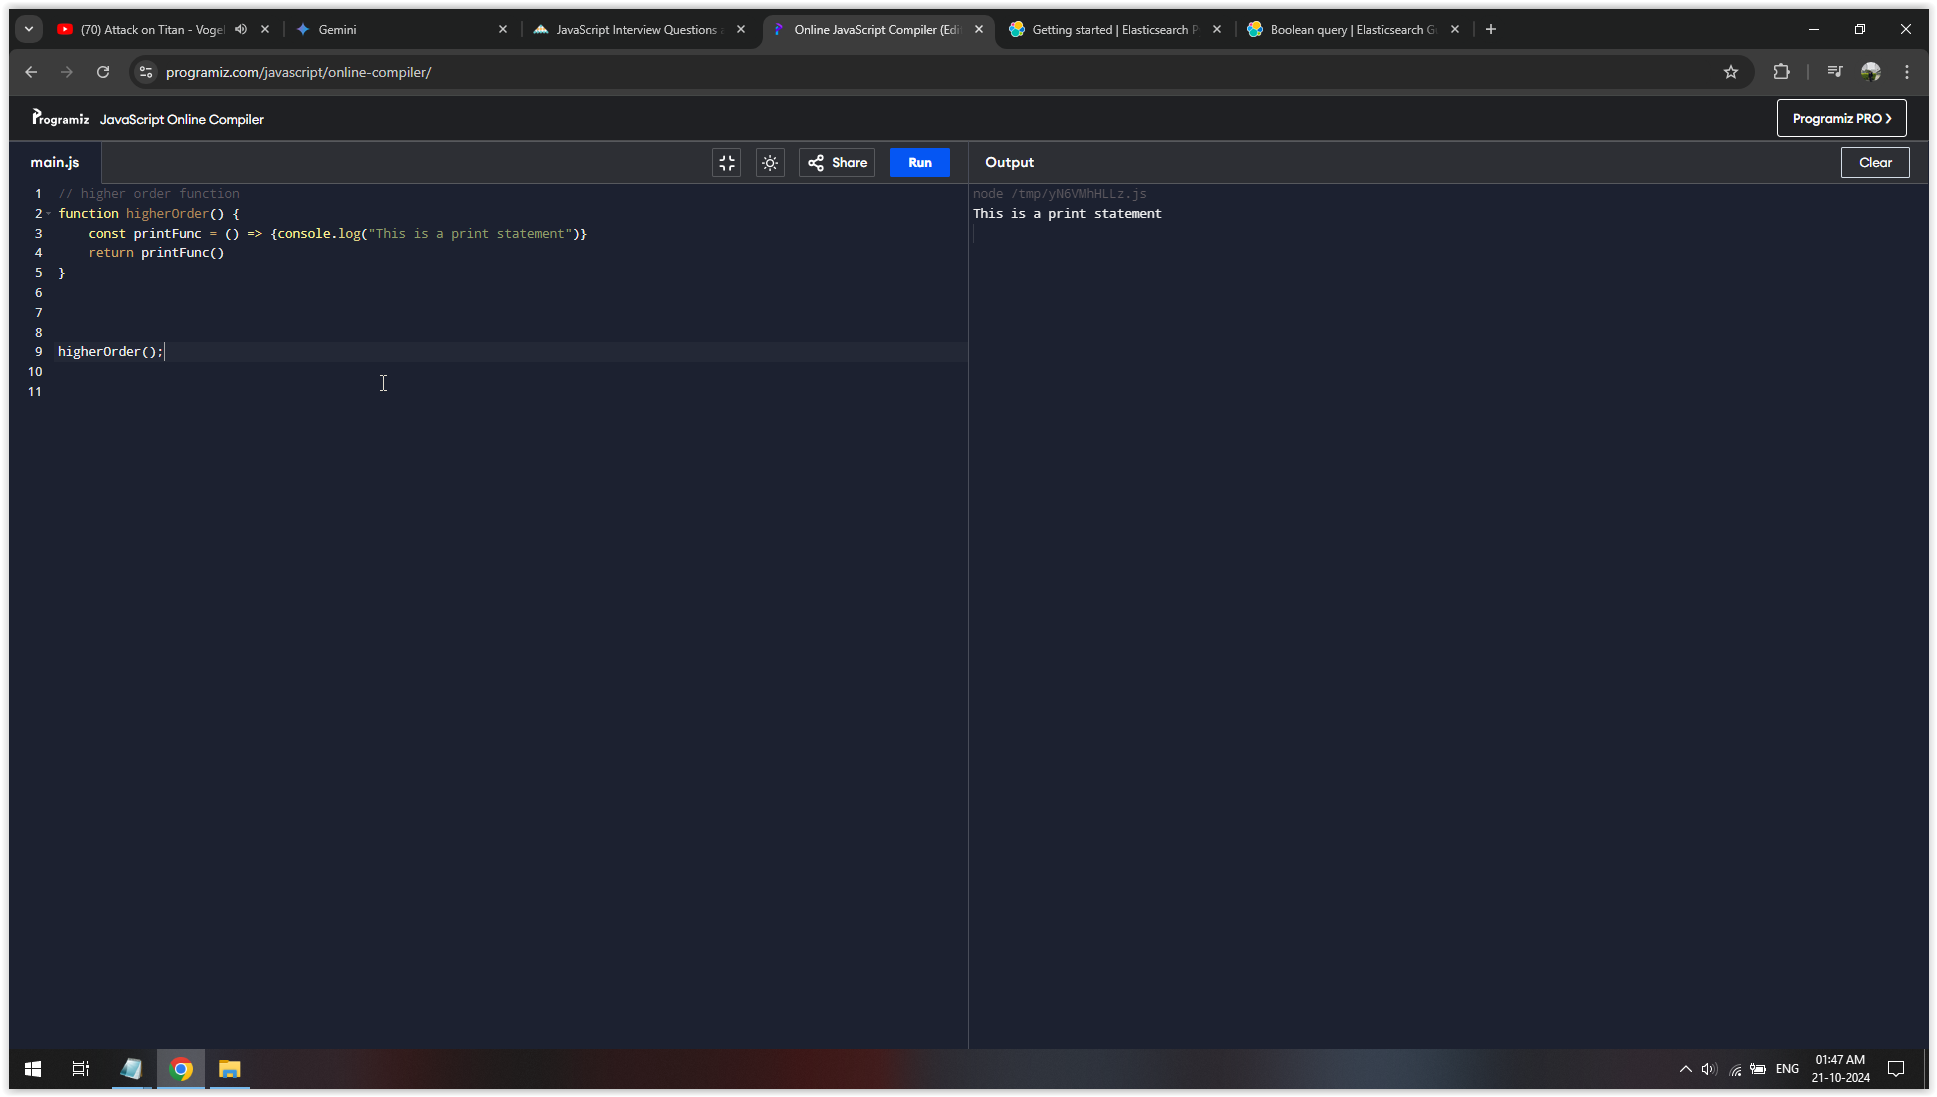 (70) Attack on Titan - Vogel
Gemini
JavaScript Interview Questions
Online JavaScript Compiler (Edi
Getting started | Elasticsearch P
Boolean query | Elasticsearch G
programiz.com/javascript/online-compiler/
Programiz JavaScript Online Compiler
Programiz PRO
main.js
Share
Run
Output
Clear
1 // higher order function
2 function higherOrder() {
3 const printFunc = () => {console.log("This is a print statement")}
4 return printFunc()
5 }
6
7
8
9 higherOrder();
10
11
node /tmp/yN6VMhHLLz.js
This is a print statement
ENG
01:47 AM
21-10-2024